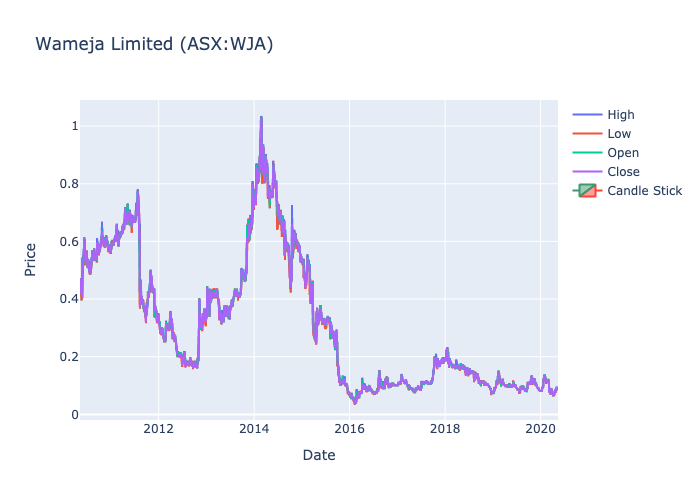 Wameja Limited (ASX:WJA)
High
Low
Open
Close
Candle Stick
Price
1
0.8
0.6
0.4
0.2
0
2012 2014 2016 2018 2020
Date